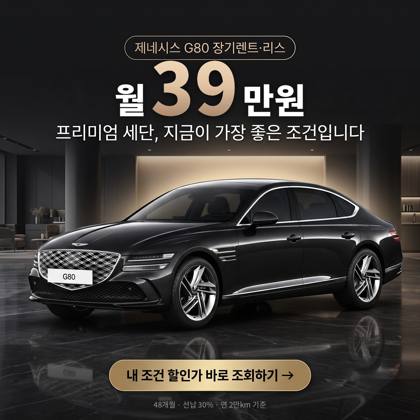 제네시스 G80 장기렌트·리스
월 39만원
프리미엄 세단, 지금이 가장 좋은 조건입니다
G80
내 조건 할인가 바로 조회하기 →
48개월 · 선납 30% · 연 2만km 기준